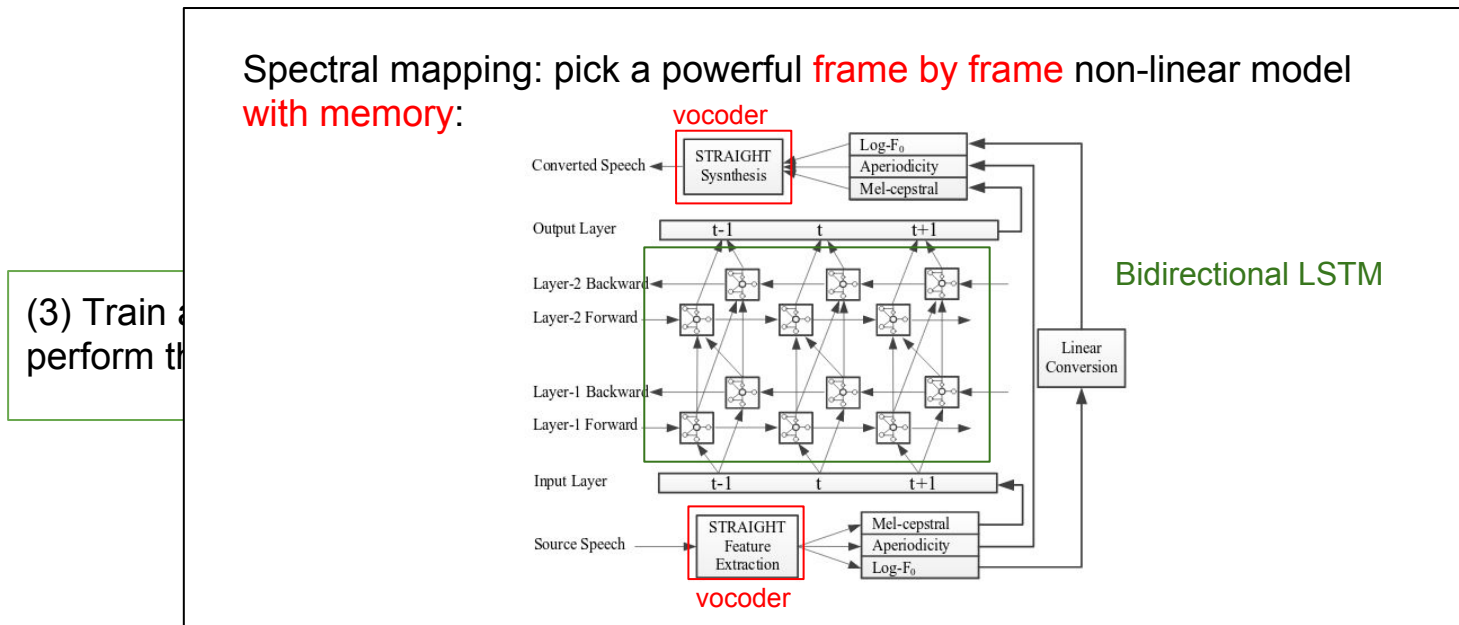 Spectral mapping: pick a powerful frame by frame non-linear model
with memory:
vocoder
Converted Speech
STRAIGHT
Sysnthesis
Log-F₀
Aperiodicity
Mel-cepstral
Output Layer
t-1 t t+1
Layer-2 Backward
Layer-2 Forward
Bidirectional LSTM
(3) Train
perform
Linear
Conversion
Layer-1 Backward
Layer-1 Forward
Input Layer
t-1 t t+1
Source Speech
STRAIGHT
Feature
Extraction
Mel-cepstral
Aperiodicity
Log-F₀
vocoder